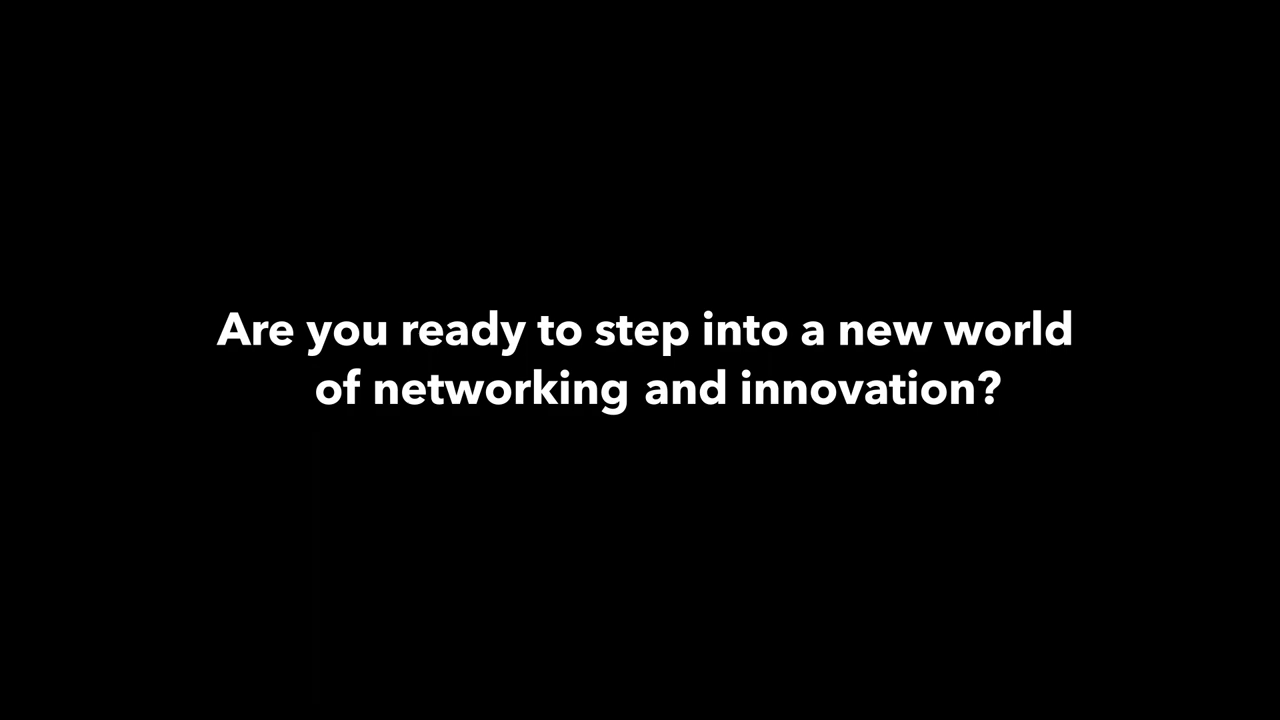 Are you ready to step into a new world
of networking and innovation?